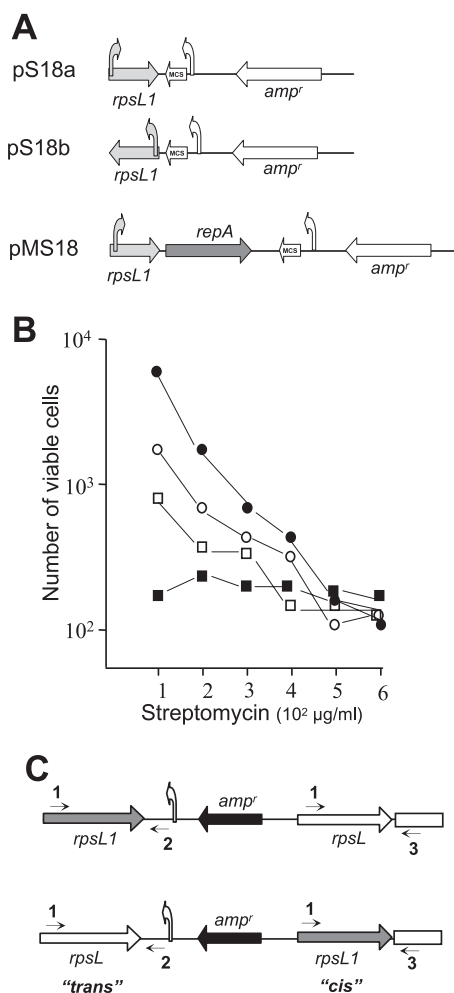 A
pS18a
MCS
rpsL1
ampʳ
pS18b
MCS
rpsL1
ampʳ
pMS18
repA
MCS
rpsL1
ampʳ
B
10⁴
10³
10²
Number of viable cells
1 2 3 4 5 6
Streptomycin (10² µg/ml)
C
1 ampʳ 1
rpsL1 2 rpsL 3
1 ampʳ 1
rpsL 2 rpsL1 3
"trans" "cis"